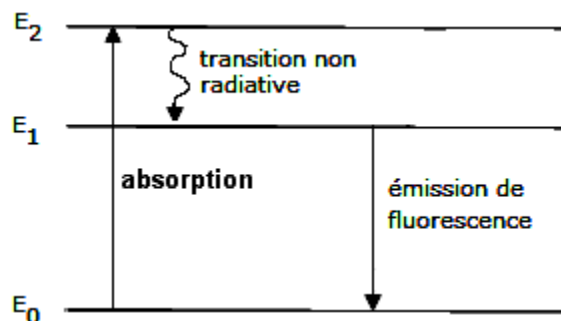 E2
transition non
radiative
E1
absorption
émission de
fluorescence
E0